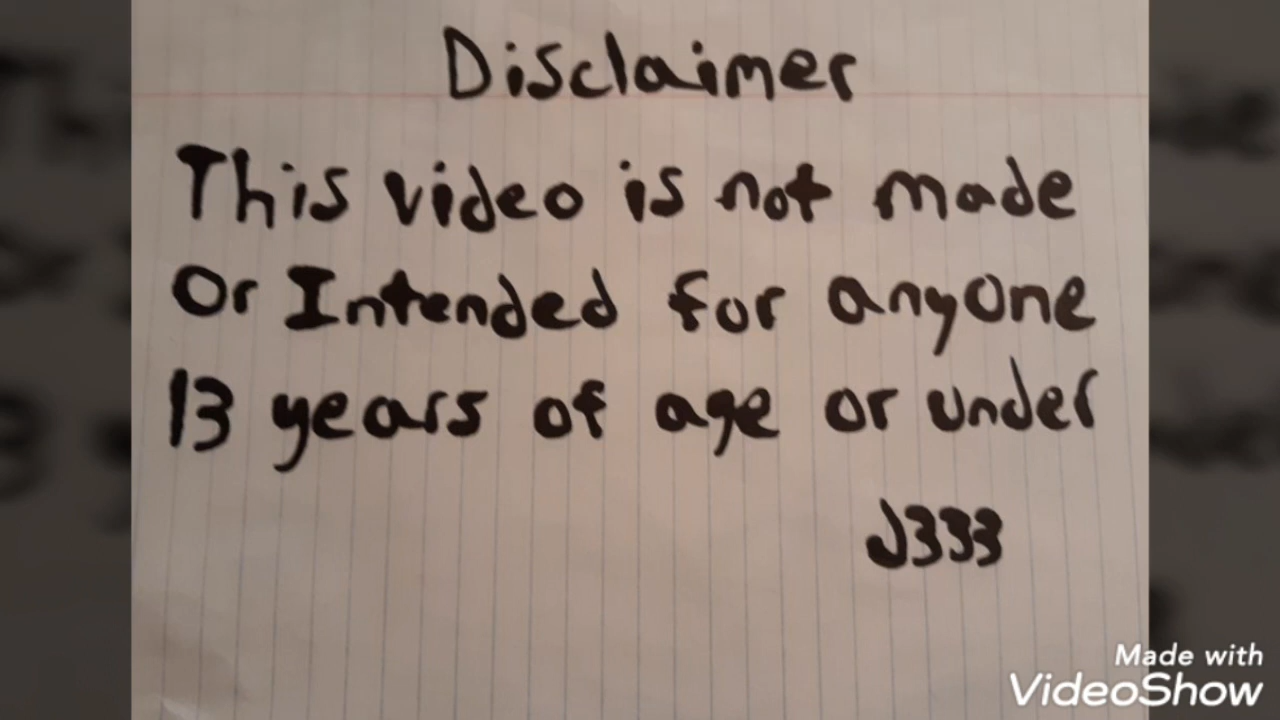 Disclaimer
This video is not made
Or Intended for anyone
13 years of age or under
J333
Made with
VideoShow